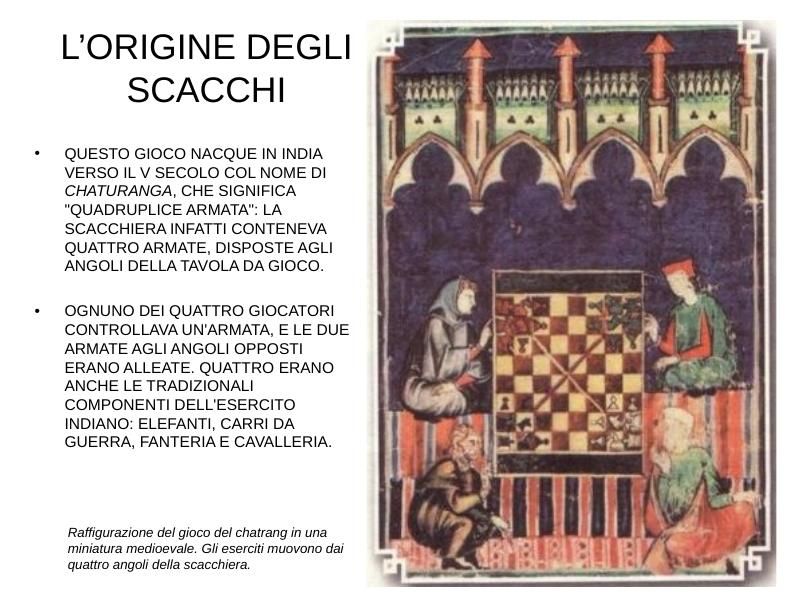 L’ORIGINE DEGLI
SCACCHI
• QUESTO GIOCO NACQUE IN INDIA
VERSO IL V SECOLO COL NOME DI
CHATURANGA, CHE SIGNIFICA
"QUADRUPLICE ARMATA": LA
SCACCHIERA INFATTI CONTENEVA
QUATTRO ARMATE, DISPOSTE AGLI
ANGOLI DELLA TAVOLA DA GIOCO.
• OGNUNO DEI QUATTRO GIOCATORI
CONTROLLAVA UN'ARMATA, E LE DUE
ARMATE AGLI ANGOLI OPPOSTI
ERANO ALLEATE. QUATTRO ERANO
ANCHE LE TRADIZIONALI
COMPONENTI DELL'ESERCITO
INDIANO: ELEFANTI, CARRI DA
GUERRA, FANTERIA E CAVALLERIA.
Raffigurazione del gioco del chatrang in una
miniatura medioevale. Gli eserciti muovono dai
quattro angoli della scacchiera.